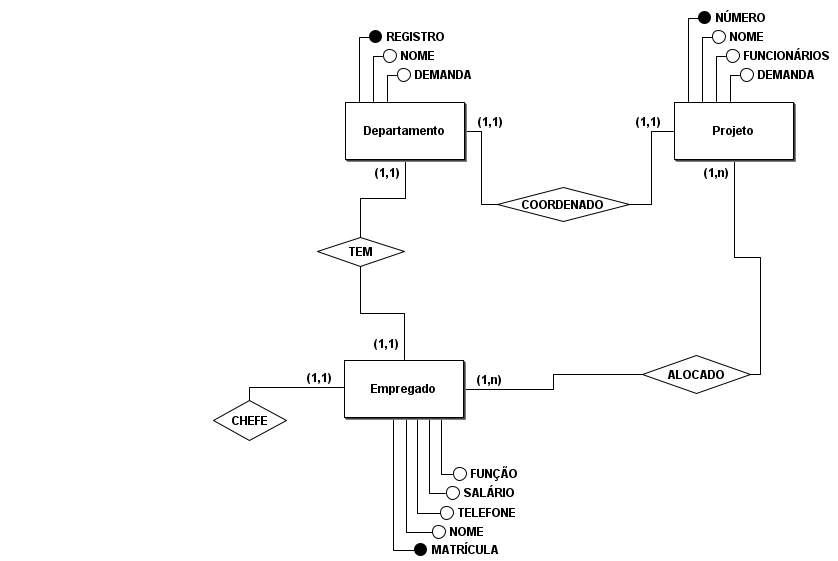 NÚMERO
NOME
FUNCIONÁRIOS
DEMANDA
REGISTRO
NOME
DEMANDA
Departamento
(1,1)
(1,1)
Projeto
(1,1)
(1,n)
COORDENADO
TEM
(1,1)
(1,1)
Empregado
(1,n)
ALOCADO
CHEFE
FUNÇÃO
SALÁRIO
TELEFONE
NOME
MATRÍCULA